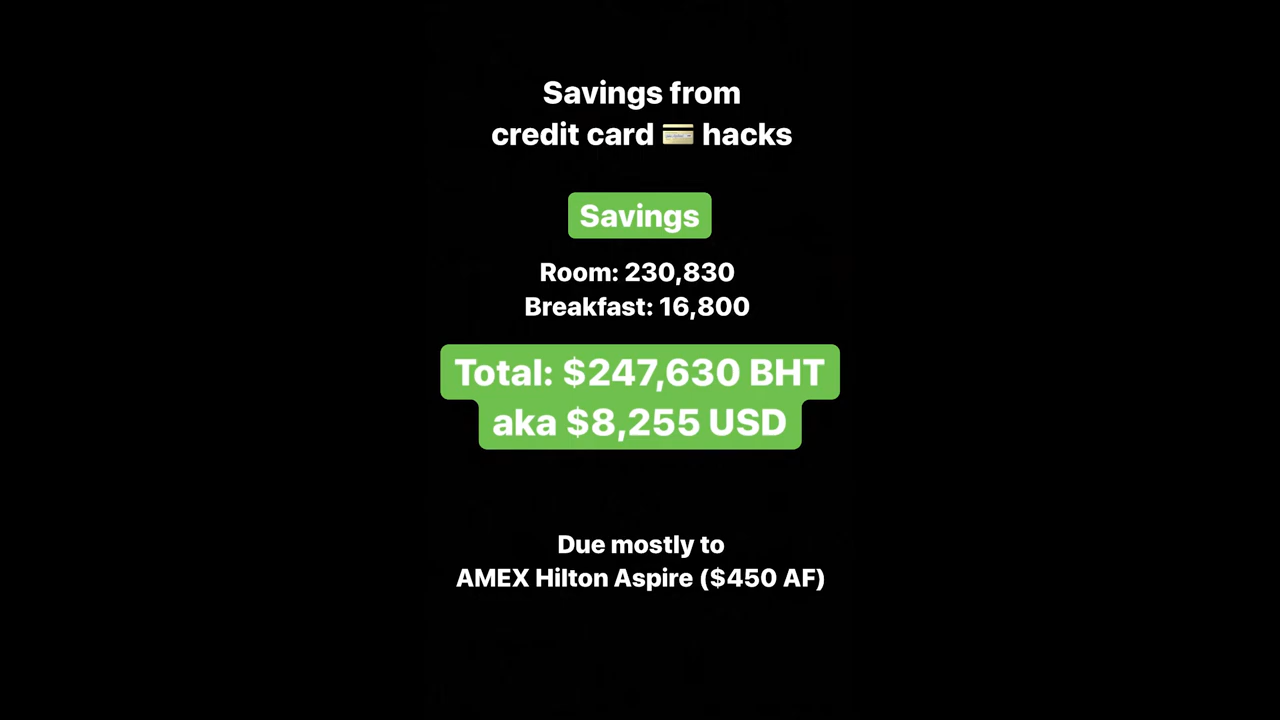 Savings from
credit card 💳 hacks
Savings
Room: 230,830
Breakfast: 16,800
Total: $247,630 BHT
aka $8,255 USD
Due mostly to
AMEX Hilton Aspire ($450 AF)